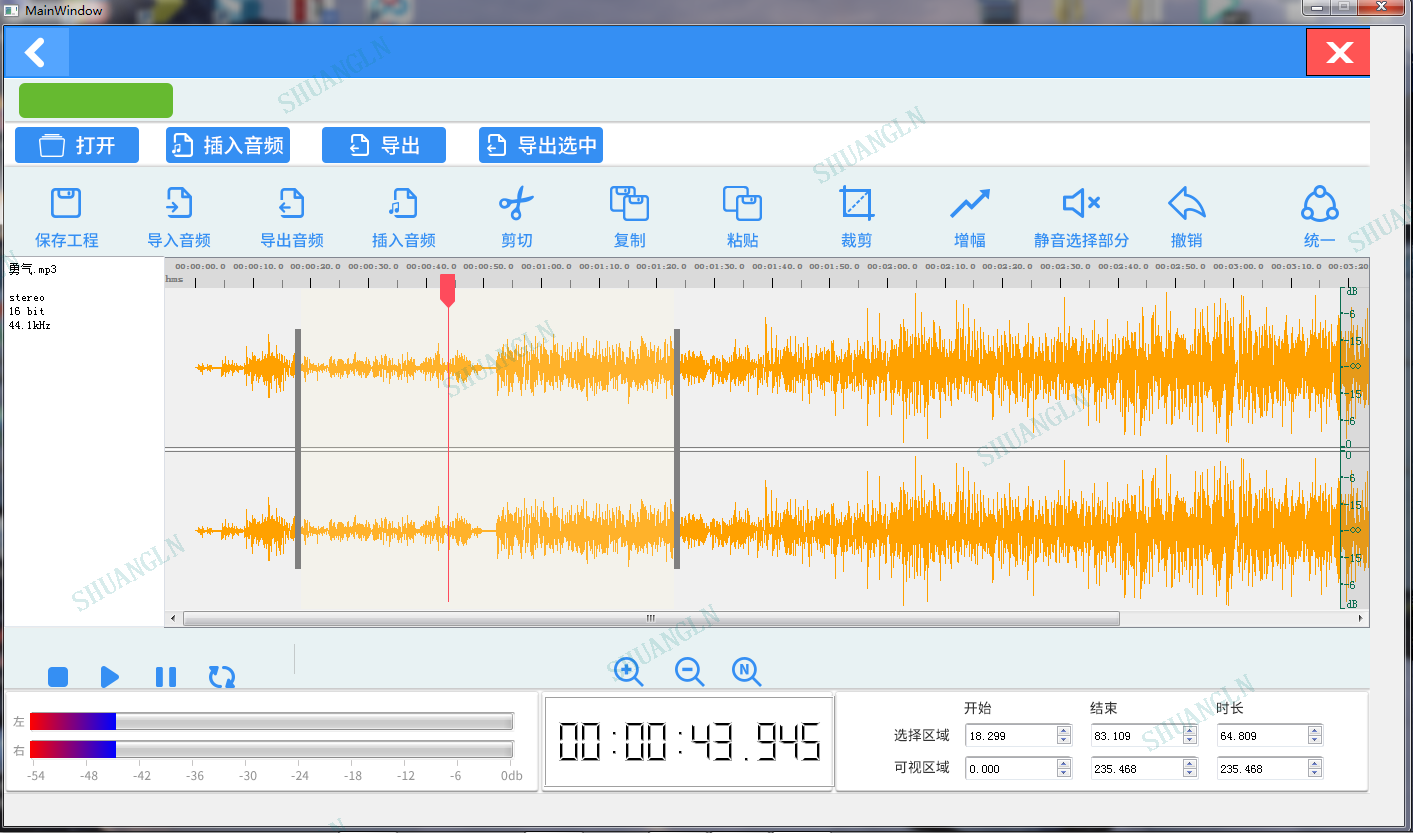 MainWindow
打开 插入音频 导出 导出选中
保存工程 导入音频 导出音频 插入音频 剪切 复制 粘贴 裁剪 增幅 静音选择部分 撤销 统一
勇气.mp3
stereo
16 bit
44.1kHz
00:00:00.0 00:00:10.0 00:00:20.0 00:00:30.0 00:00:40.0 00:00:50.0 00:01:00.0 00:01:10.0 00:01:20.0 00:01:30.0 00:01:40.0 00:01:50.0 00:02:00.0 00:02:10.0 00:02:20.0 00:02:30.0 00:02:40.0 00:02:50.0 00:03:00.0 00:03:10.0 00:03:20
hms
dB
-6
-15
-∞
-15
-6
0
0
-6
-15
-∞
-15
-6
dB
N
左
右
-54 -48 -42 -36 -30 -24 -18 -12 -6 0db
00:00:43.945
开始 结束 时长
选择区域 18.299 83.109 64.809
可视区域 0.000 235.468 235.468
SHUANGLN
SHUANGLN
SHUANGLN
SHUANGLN
SHUANGLN
SHUANGLN
SHUANGLN
SHUANGLN